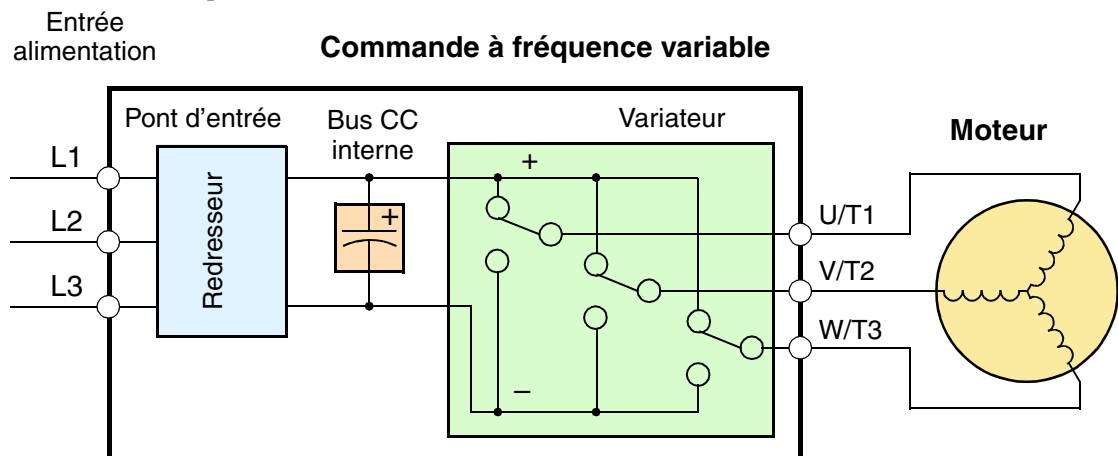 Entrée
alimentation
Commande à fréquence variable
Pont d'entrée
Bus CC
interne
Variateur
Moteur
L1
L2
L3
Redresseur
+
+
–
U/T1
V/T2
W/T3